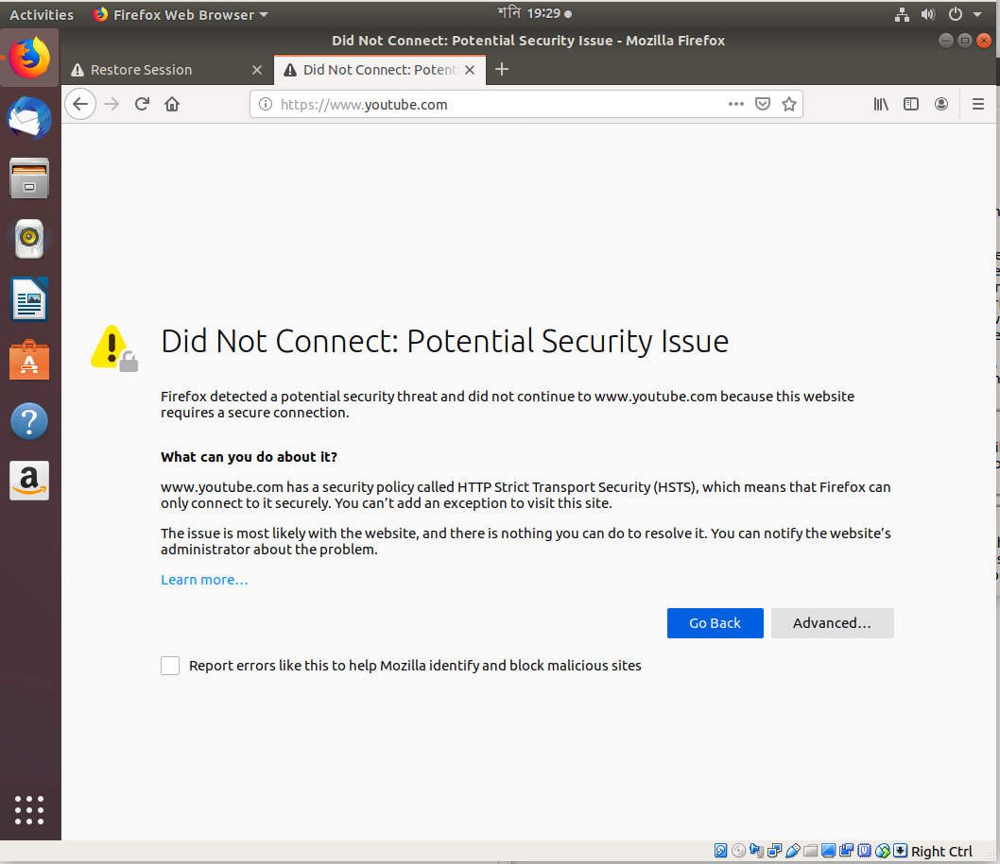 Activities Firefox Web Browser শনি 19:29
Did Not Connect: Potential Security Issue - Mozilla Firefox
Restore Session Did Not Connect: Potent
https://www.youtube.com
Did Not Connect: Potential Security Issue
Firefox detected a potential security threat and did not continue to www.youtube.com because this website
requires a secure connection.
What can you do about it?
www.youtube.com has a security policy called HTTP Strict Transport Security (HSTS), which means that Firefox can
only connect to it securely. You can’t add an exception to visit this site.
The issue is most likely with the website, and there is nothing you can do to resolve it. You can notify the website’s
administrator about the problem.
Learn more…
Go Back Advanced…
Report errors like this to help Mozilla identify and block malicious sites
Right Ctrl